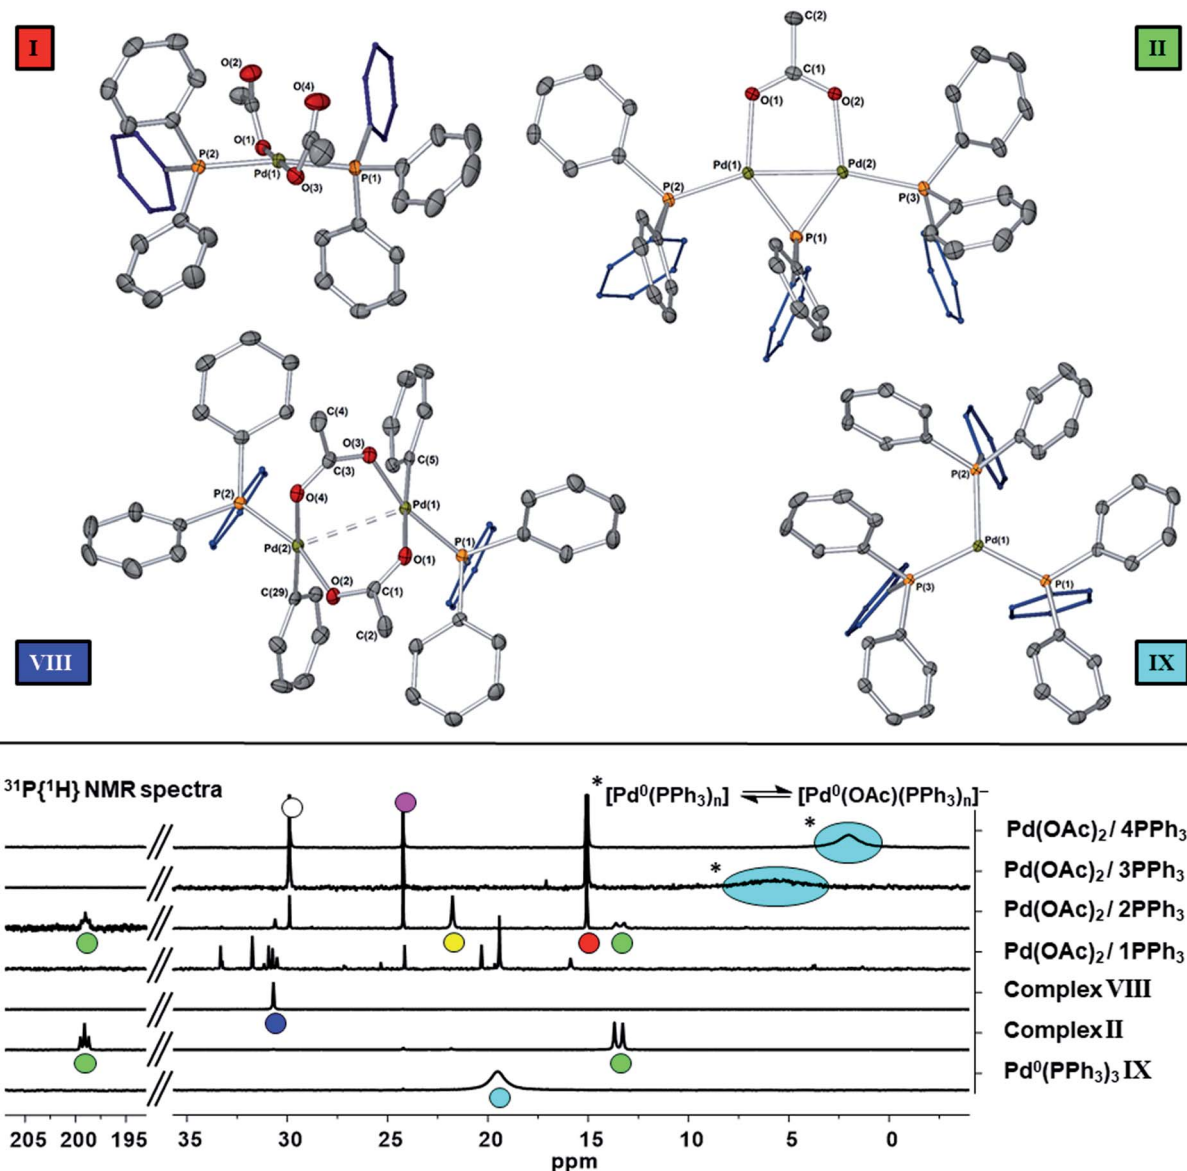 I
II
O(2)
O(4)
O(1)
P(2)
Pd(1)
O(3)
P(1)
C(2)
C(1)
O(1)
O(2)
Pd(1)
Pd(2)
P(2)
P(3)
P(1)
C(4)
O(3)
C(3)
C(5)
P(2)
O(4)
Pd(1)
Pd(2)
P(1)
O(1)
O(2)
C(1)
C(29)
C(2)
P(2)
Pd(1)
P(3)
P(1)
VIII
IX
³¹P{¹H} NMR spectra
* [Pd⁰(PPh₃)ₙ] ⇌ [Pd⁰(OAc)(PPh₃)ₙ]⁻
* Pd(OAc)₂ / 4PPh₃
* Pd(OAc)₂ / 3PPh₃
Pd(OAc)₂ / 2PPh₃
Pd(OAc)₂ / 1PPh₃
Complex VIII
Complex II
Pd⁰(PPh₃)₃ IX
205 200 195 35 30 25 20 15 10 5 0
ppm